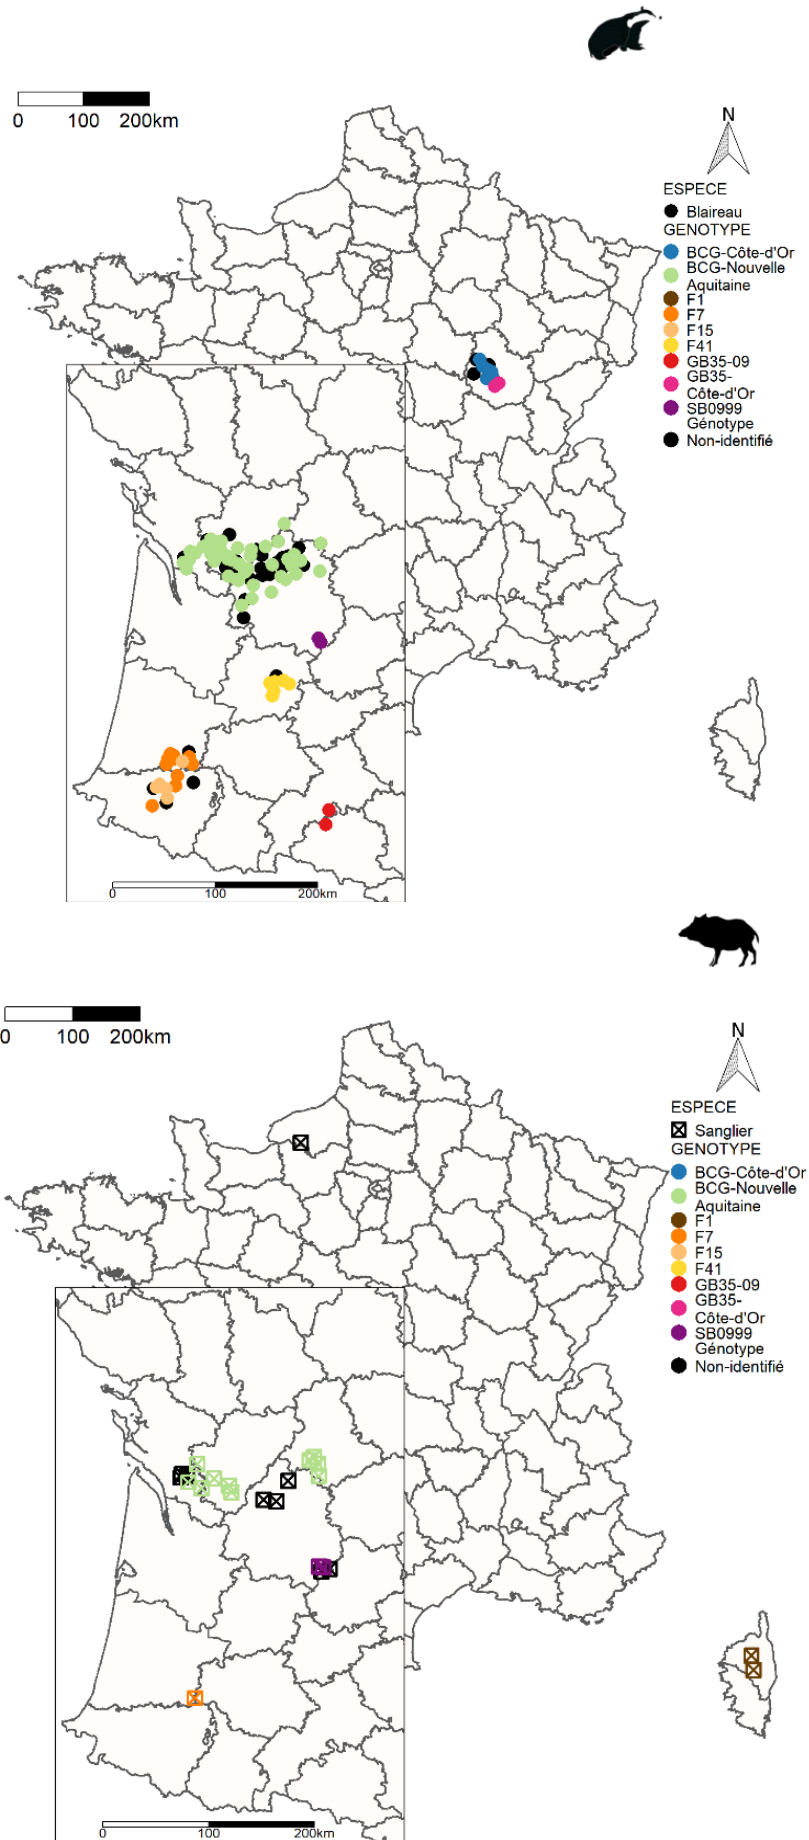 0 100 200km
N
ESPECE
Blaireau
GENOTYPE
BCG-Côte-d'Or
BCG-Nouvelle
Aquitaine
F1
F7
F15
F41
GB35-09
GB35-
Côte-d'Or
SB0999
Génotype
Non-identifié
0 100 200km
0 100 200km
N
ESPECE
Sanglier
GENOTYPE
BCG-Côte-d'Or
BCG-Nouvelle
Aquitaine
F1
F7
F15
F41
GB35-09
GB35-
Côte-d'Or
SB0999
Génotype
Non-identifié
0 100 200km